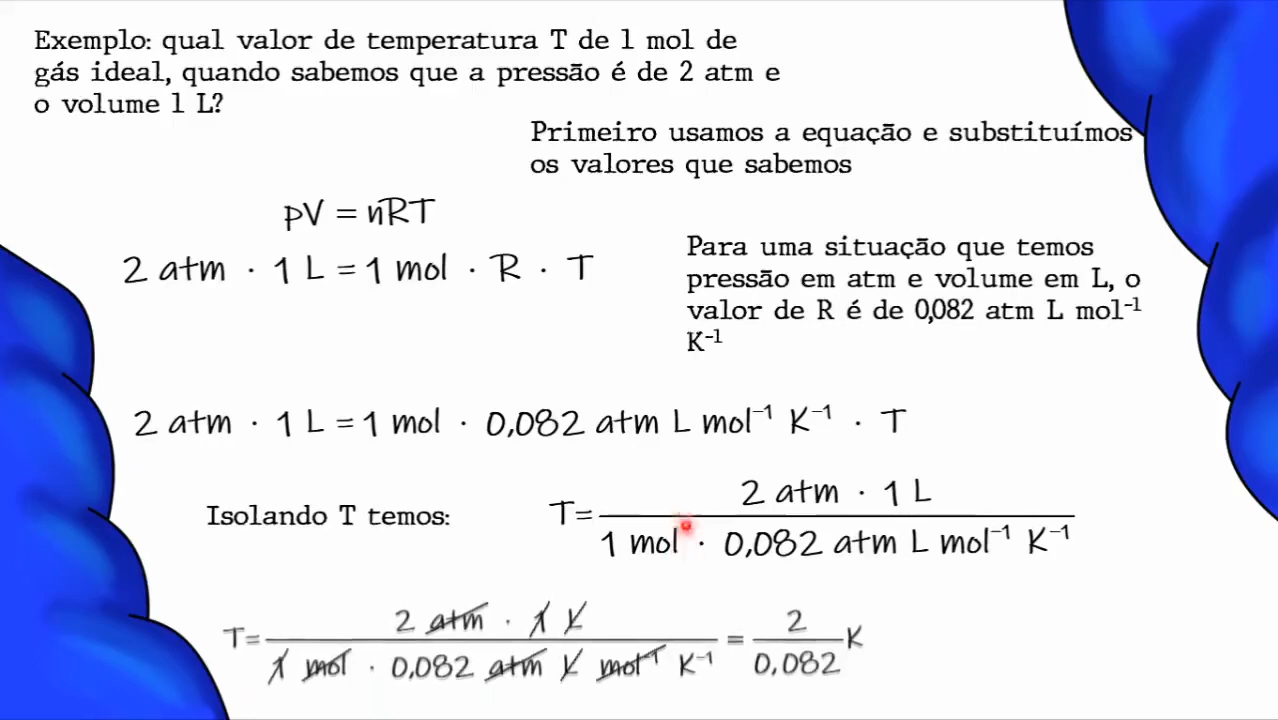 Exemplo: qual valor de temperatura T de 1 mol de
gás ideal, quando sabemos que a pressão é de 2 atm e
o volume 1 L?
Primeiro usamos a equação e substituímos
os valores que sabemos
pV = nRT
2 atm · 1 L = 1 mol · R · T
Para uma situação que temos
pressão em atm e volume em L, o
valor de R é de 0,082 atm L mol⁻¹
K⁻¹
2 atm · 1 L = 1 mol · 0,082 atm L mol⁻¹ K⁻¹ · T
Isolando T temos:
T=
2 atm · 1 L
1 mol · 0,082 atm L mol⁻¹ K⁻¹
T=
2 atm · 1 L
1 mol · 0,082 atm L mol⁻¹ K⁻¹
=
2
0,082
K